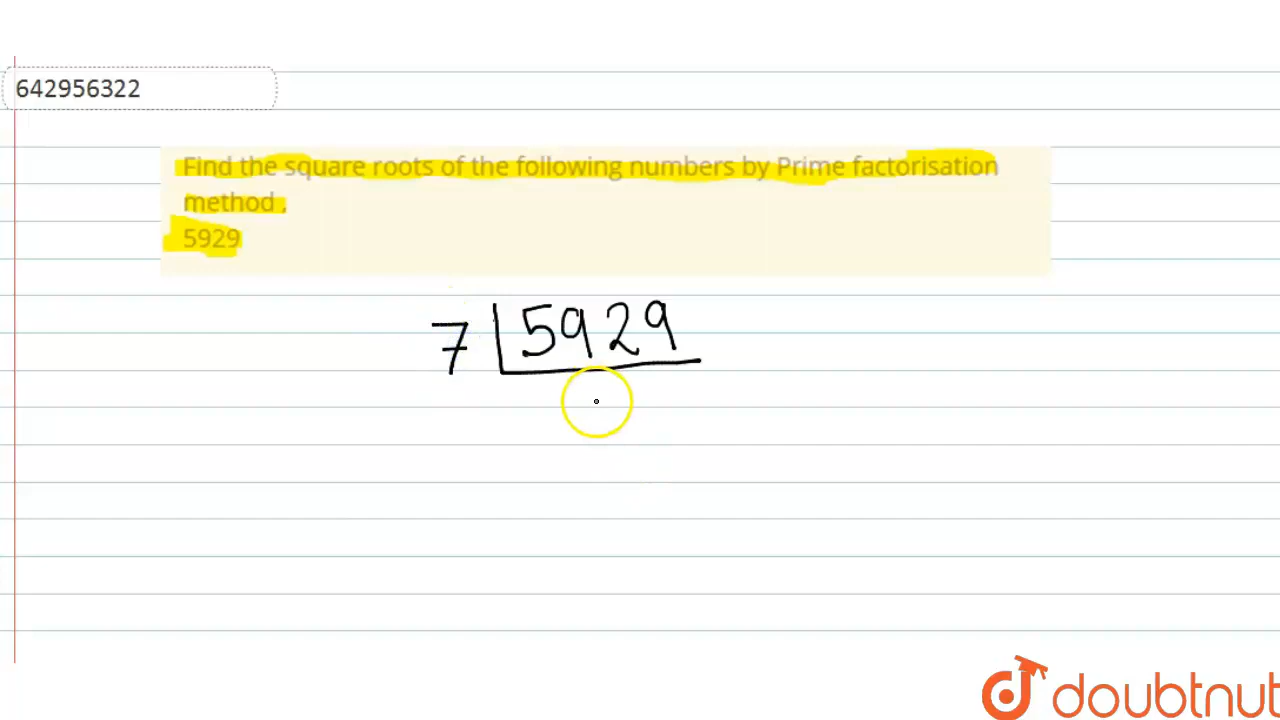 642956322
Find the square roots of the following numbers by Prime factorisation
method ,
5929
7 5929
doubtnut